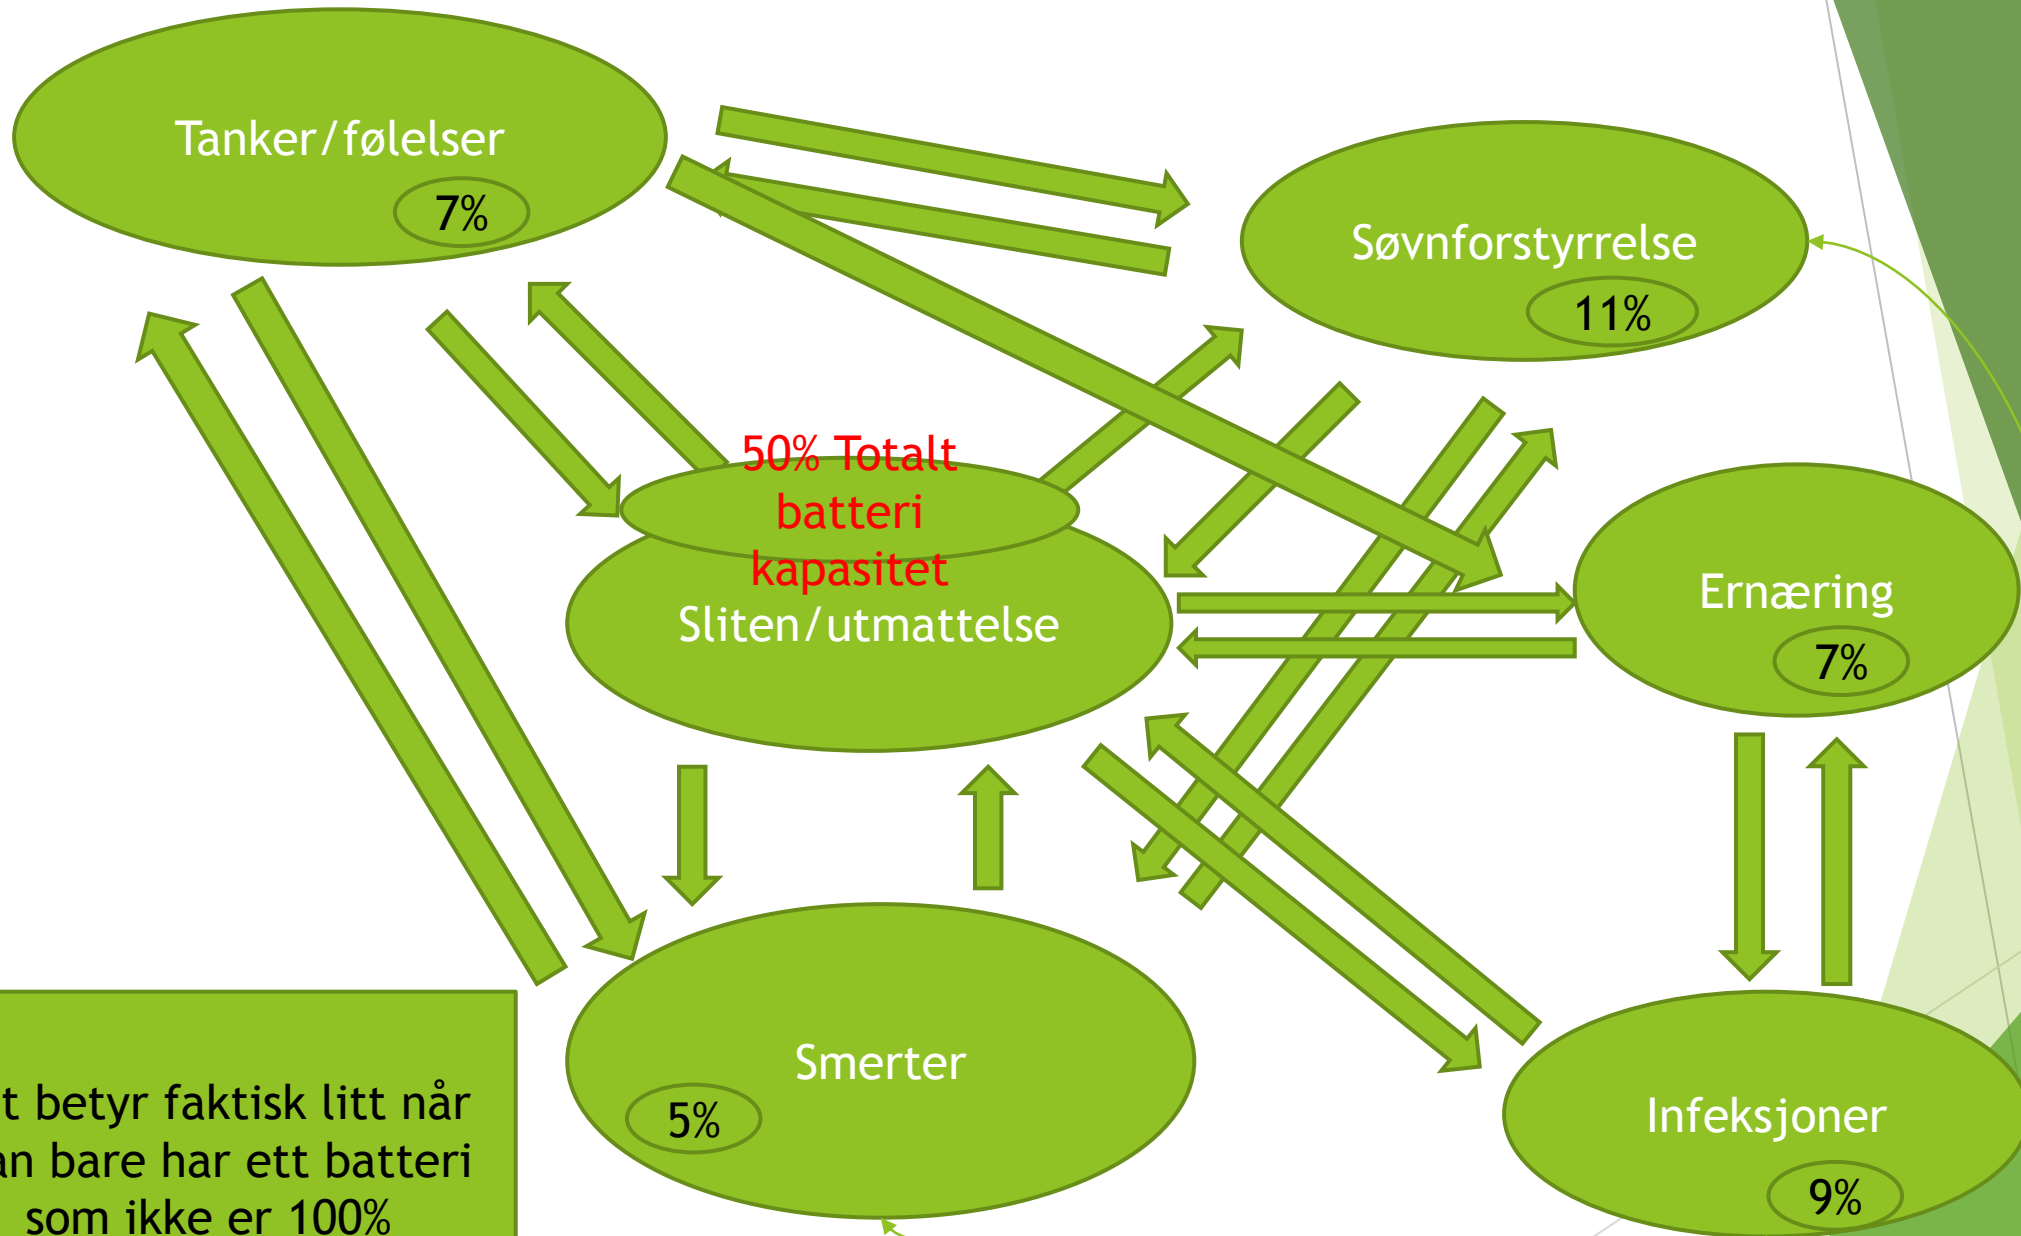 Tanker/følelser
7%
Søvnforstyrrelse
11%
50% Totalt
batteri
kapasitet
Sliten/utmattelse
Ernæring
7%
Smerter
5%
Infeksjoner
9%
t betyr faktisk litt når
an bare har ett batteri
som ikke er 100%